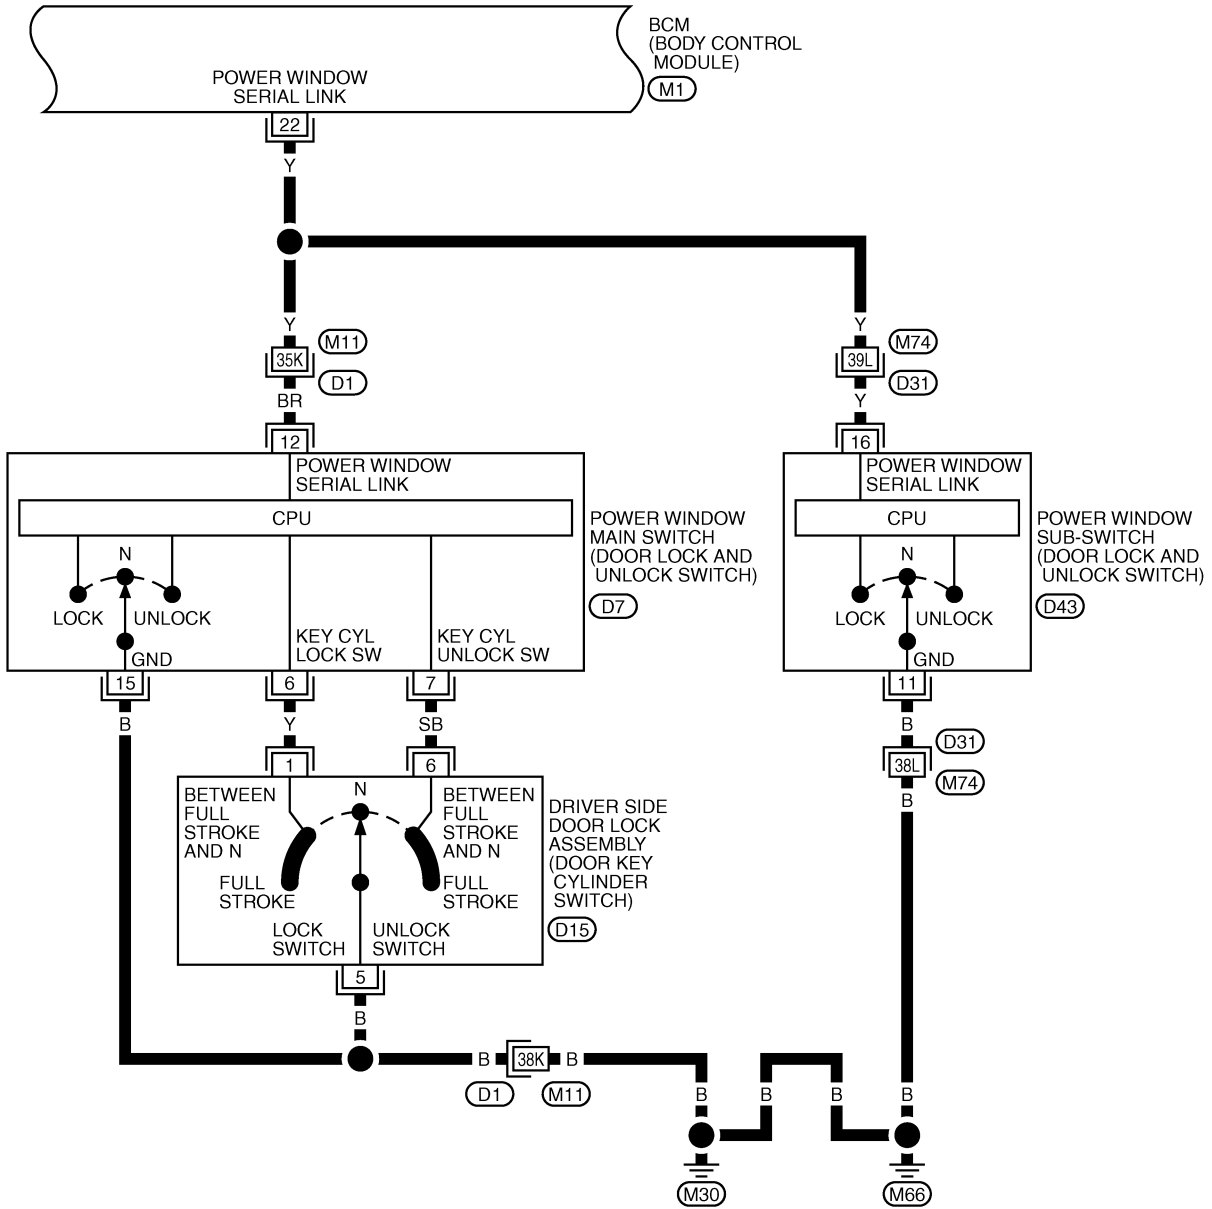 BCM
(BODY CONTROL
MODULE)
M1
POWER WINDOW
SERIAL LINK
22
Y
Y
M11
35K
D1
BR
12
Y
M74
39L
D31
Y
16
POWER WINDOW
SERIAL LINK
CPU
N
LOCK
UNLOCK
GND
KEY CYL
LOCK SW
KEY CYL
UNLOCK SW
POWER WINDOW
MAIN SWITCH
(DOOR LOCK AND
UNLOCK SWITCH)
D7
POWER WINDOW
SERIAL LINK
CPU
N
LOCK
UNLOCK
GND
POWER WINDOW
SUB-SWITCH
(DOOR LOCK AND
UNLOCK SWITCH)
D43
15
6
7
11
B
Y
SB
B
D31
38L
M74
B
1
6
BETWEEN
FULL
STROKE
AND N
N
BETWEEN
FULL
STROKE
AND N
FULL
STROKE
FULL
STROKE
LOCK
SWITCH
UNLOCK
SWITCH
DRIVER SIDE
DOOR LOCK
ASSEMBLY
(DOOR KEY
CYLINDER
SWITCH)
D15
5
B
B
38K
B
D1
M11
B
B
B
B
M30
M66